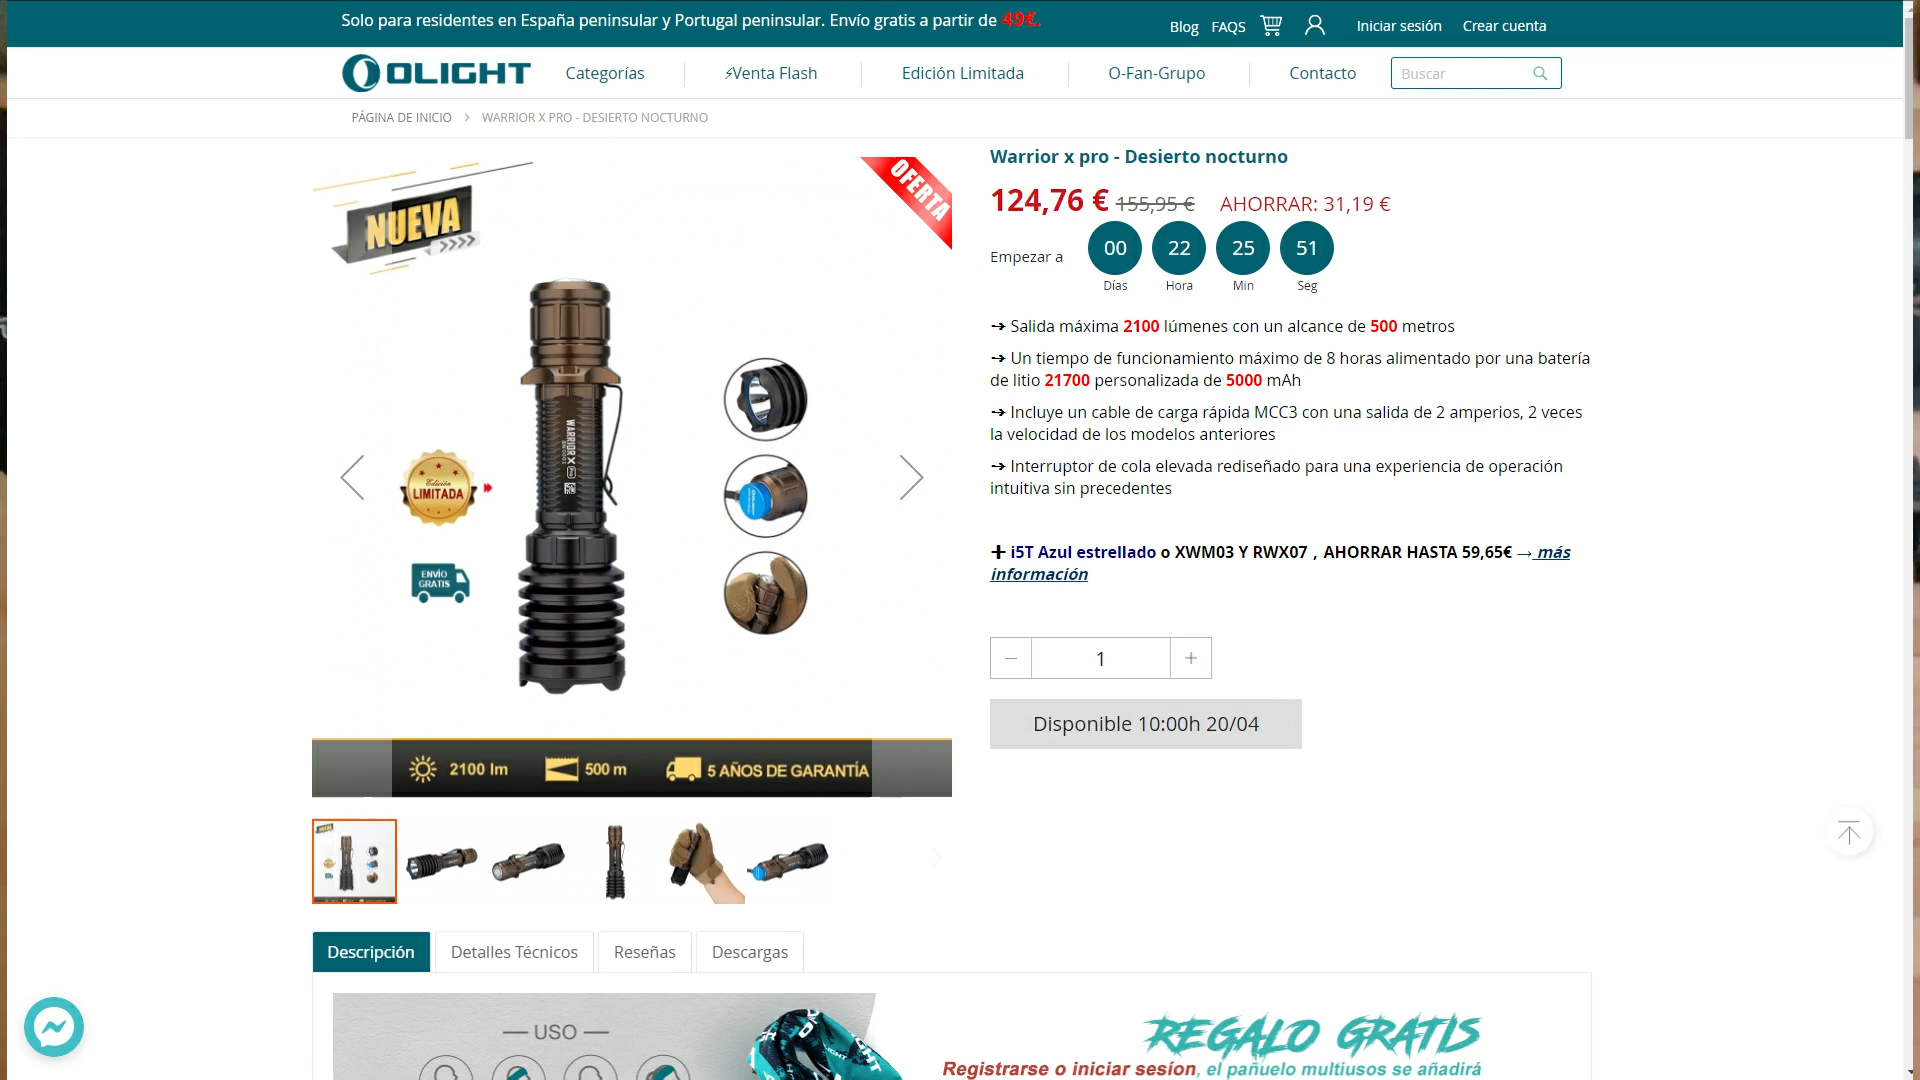 Solo para residentes en España peninsular y Portugal peninsular. Envío gratis a partir de 49€.
Blog FAQS Iniciar sesión Crear cuenta
OLIGHT Categorías ⚡Venta Flash Edición Limitada O-Fan-Grupo Contacto Buscar
PÁGINA DE INICIO > WARRIOR X PRO - DESIERTO NOCTURNO
NUEVA
OFERTA
WARRIOR X Pro
Edición
LIMITADA
ENVÍO
GRATIS
2100 lm 500 m 5 AÑOS DE GARANTÍA
Warrior x pro - Desierto nocturno
124,76 € 155,95 € AHORRAR: 31,19 €
Empezar a 00 22 25 51
Días Hora Min Seg
➙ Salida máxima 2100 lúmenes con un alcance de 500 metros
➙ Un tiempo de funcionamiento máximo de 8 horas alimentado por una batería
de litio 21700 personalizada de 5000 mAh
➙ Incluye un cable de carga rápida MCC3 con una salida de 2 amperios, 2 veces
la velocidad de los modelos anteriores
➙ Interruptor de cola elevada rediseñado para una experiencia de operación
intuitiva sin precedentes
➕ i5T Azul estrellado o XWM03 Y RWX07，AHORRAR HASTA 59,65€ → más
información
− 1 +
Disponible 10:00h 20/04
Descripción Detalles Técnicos Reseñas Descargas
— USO —
OLIGHT
REGALO GRATIS
Registrarse o iniciar sesíon, el pañuelo multiusos se añadirá